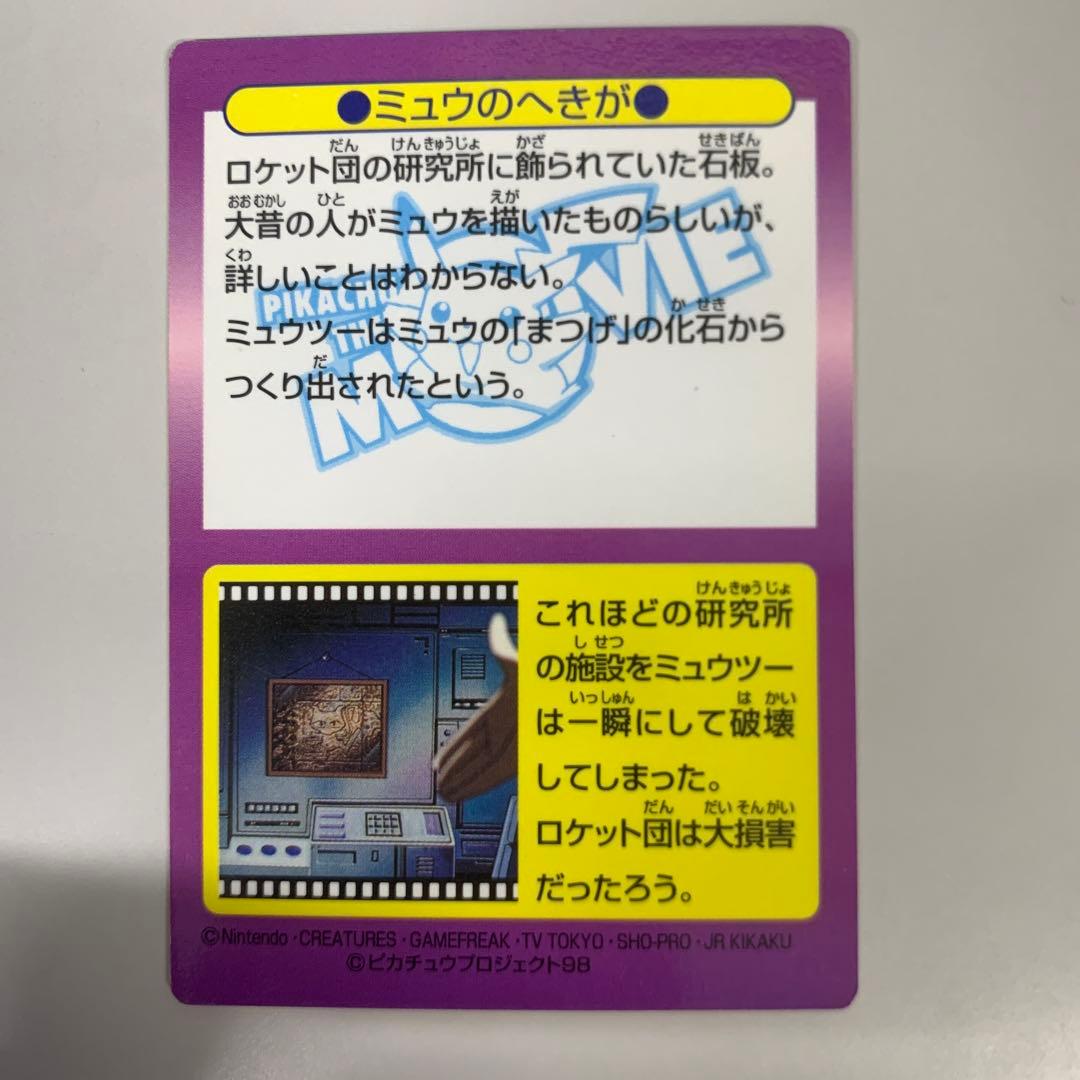 ●ミュウのへきが●
ロケット団の研究所に飾られていた石板。
大昔の人がミュウを描いたものらしいが、
詳しいことはわからない。
ミュウツーはミュウの「まつげ」の化石から
つくり出されたという。
PIKACHU
THE
MOVIE
これほどの研究所
の施設をミュウツー
は一瞬にして破壊
してしまった。
ロケット団は大損害
だったろう。
©Nintendo・CREATURES・GAMEFREAK・TV TOKYO・SHO-PRO・JR KIKAKU
©ピカチュウプロジェクト98